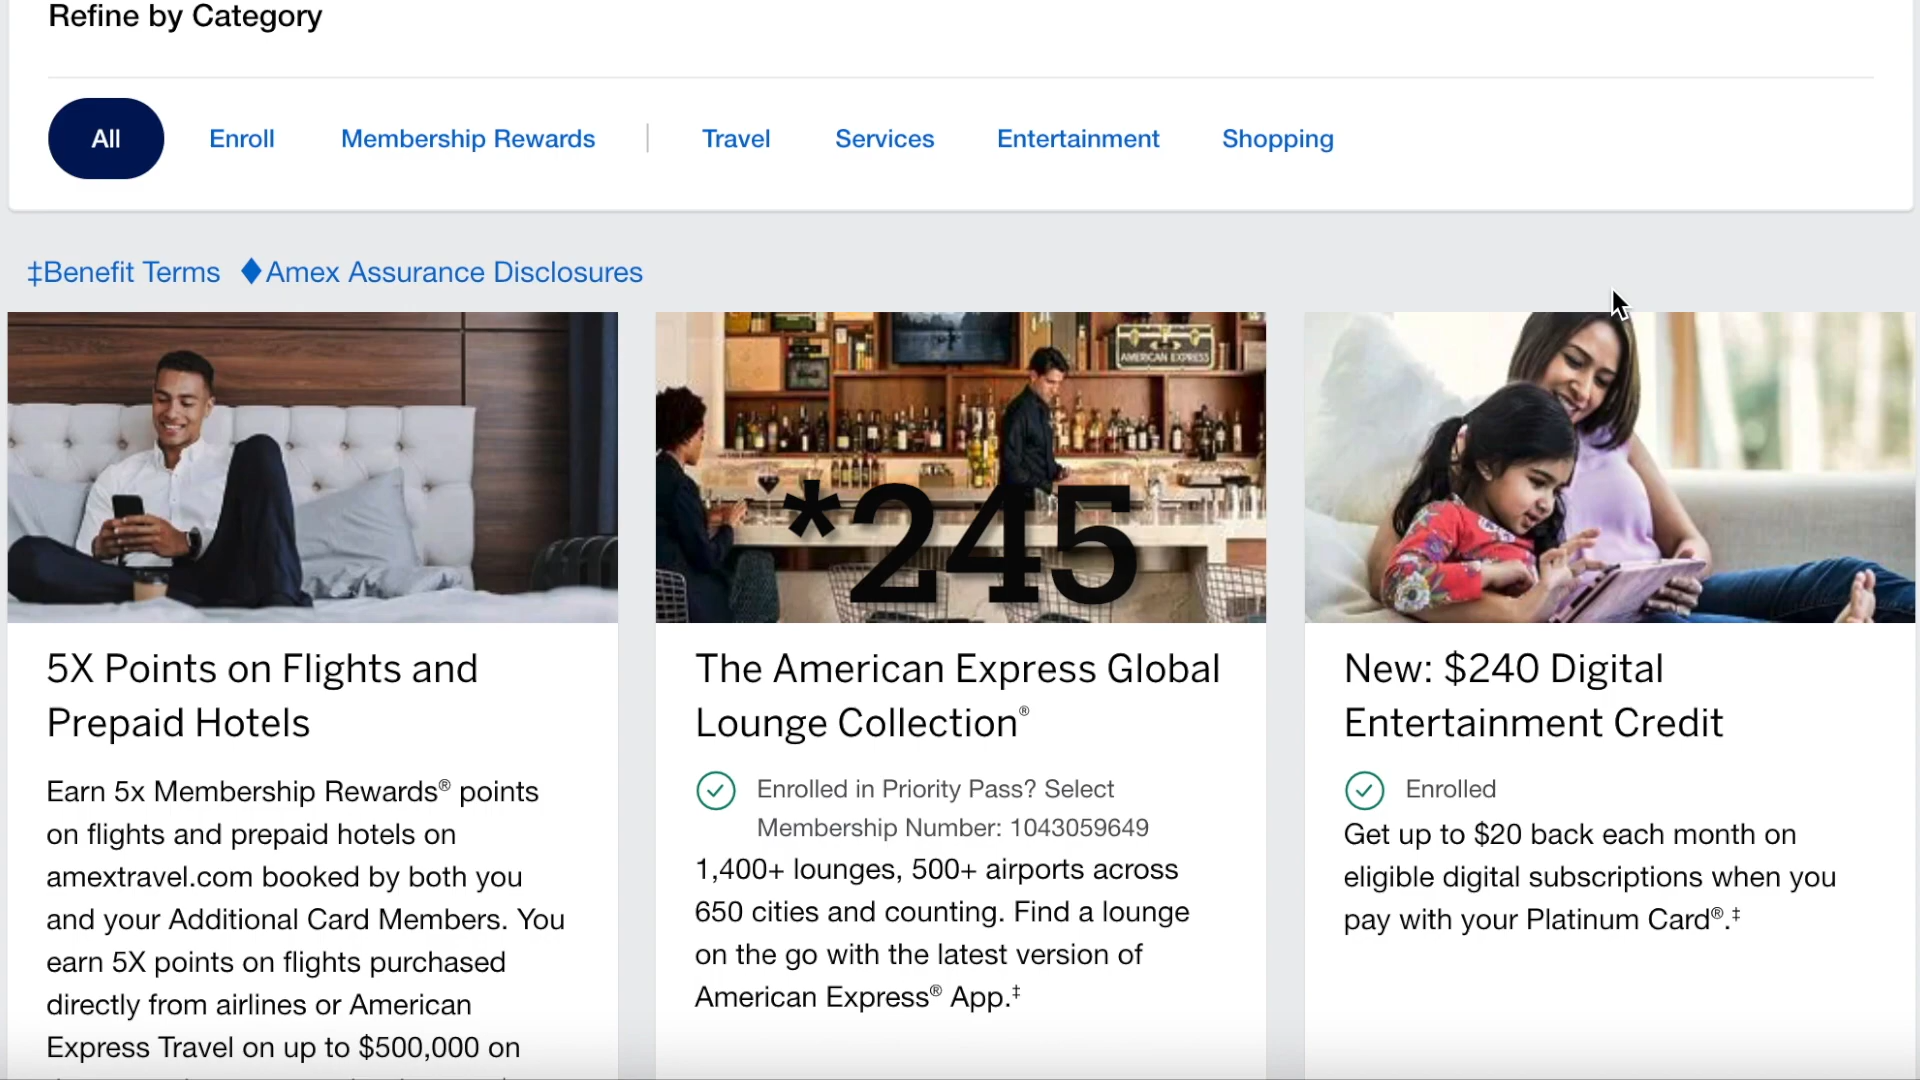 Refine by Category
All Enroll Membership Rewards Travel Services Entertainment Shopping
‡Benefit Terms ♦Amex Assurance Disclosures
AMERICAN EXPRESS
*245
5X Points on Flights and
Prepaid Hotels
Earn 5x Membership Rewards® points
on flights and prepaid hotels on
amextravel.com booked by both you
and your Additional Card Members. You
earn 5X points on flights purchased
directly from airlines or American
Express Travel on up to $500,000 on
The American Express Global
Lounge Collection®
Enrolled in Priority Pass? Select
Membership Number: 1043059649
1,400+ lounges, 500+ airports across
650 cities and counting. Find a lounge
on the go with the latest version of
American Express® App.‡
New: $240 Digital
Entertainment Credit
Enrolled
Get up to $20 back each month on
eligible digital subscriptions when you
pay with your Platinum Card®.‡